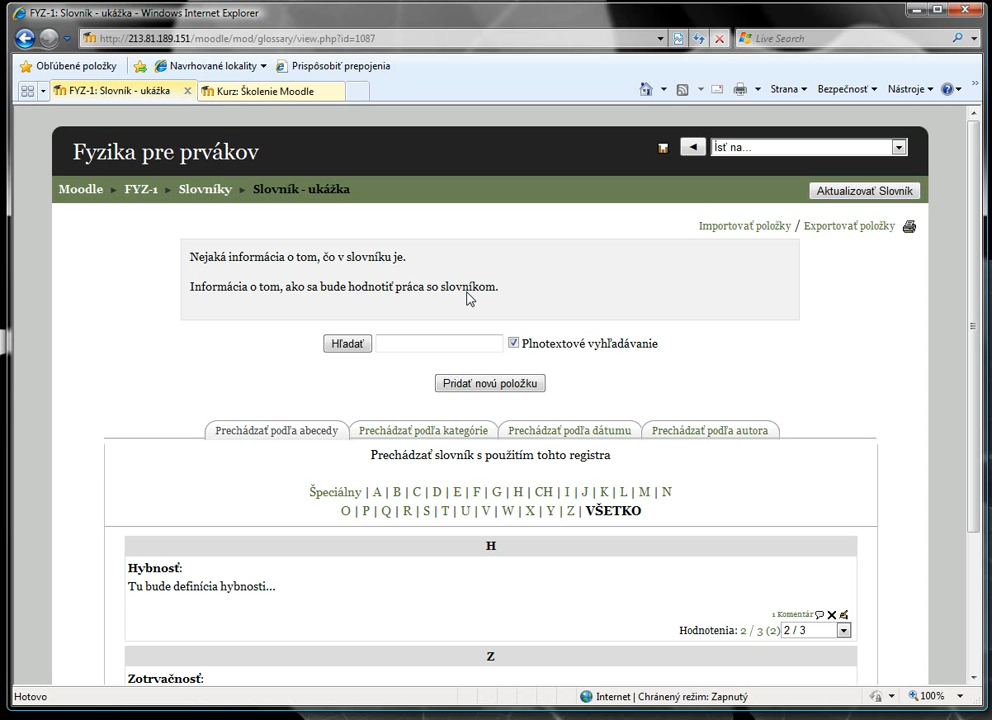 FYZ-1: Slovník - ukážka - Windows Internet Explorer
http://213.81.189.151/moodle/mod/glossary/view.php?id=1087
Live Search
Obľúbené položky Navrhované lokality Prispôsobiť prepojenia
FYZ-1: Slovník - ukážka Kurz: Školenie Moodle
Strana Bezpečnosť Nástroje
Fyzika pre prvákov
Ísť na...
Moodle ► FYZ-1 ► Slovníky ► Slovník - ukážka
Aktualizovať Slovník
Importovať položky / Exportovať položky
Nejaká informácia o tom, čo v slovníku je.
Informácia o tom, ako sa bude hodnotiť práca so slovníkom.
Hľadať Plnotextové vyhľadávanie
Pridať novú položku
Prechádzať podľa abecedy Prechádzať podľa kategórie Prechádzať podľa dátumu Prechádzať podľa autora
Prechádzať slovník s použitím tohto registra
Špeciálny | A | B | C | D | E | F | G | H | CH | I | J | K | L | M | N
O | P | Q | R | S | T | U | V | W | X | Y | Z | VŠETKO
H
Hybnosť:
Tu bude definícia hybnosti...
1 Komentár
Hodnotenia: 2 / 3 (2) 2 / 3
Z
Zotrvačnosť:
Hotovo
Internet | Chránený režim: Zapnutý
100%